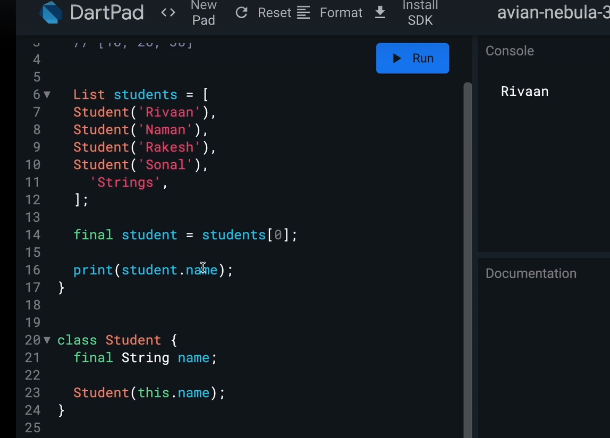 DartPad <> New Pad Reset Format Install SDK avian-nebula-3
3 // [10, 20, 30]
4
5
6 List students = [
7 Student('Rivaan'),
8 Student('Naman'),
9 Student('Rakesh'),
10 Student('Sonal'),
11 'Strings',
12 ];
13
14 final student = students[0];
15
16 print(student.name);
17 }
18
19
20 class Student {
21 final String name;
22
23 Student(this.name);
24 }
25
Run
Console
Rivaan
Documentation